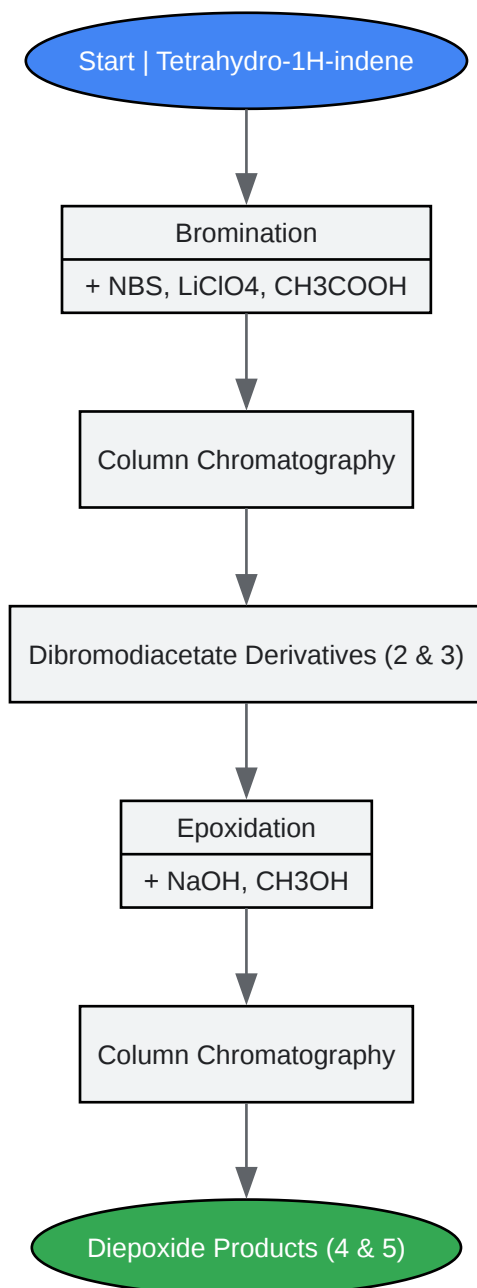 Start | Tetrahydro-1H-indene
Bromination
+ NBS, LiClO4, CH3COOH
Column Chromatography
Dibromodiacetate Derivatives (2 & 3)
Epoxidation
+ NaOH, CH3OH
Column Chromatography
Diepoxide Products (4 & 5)